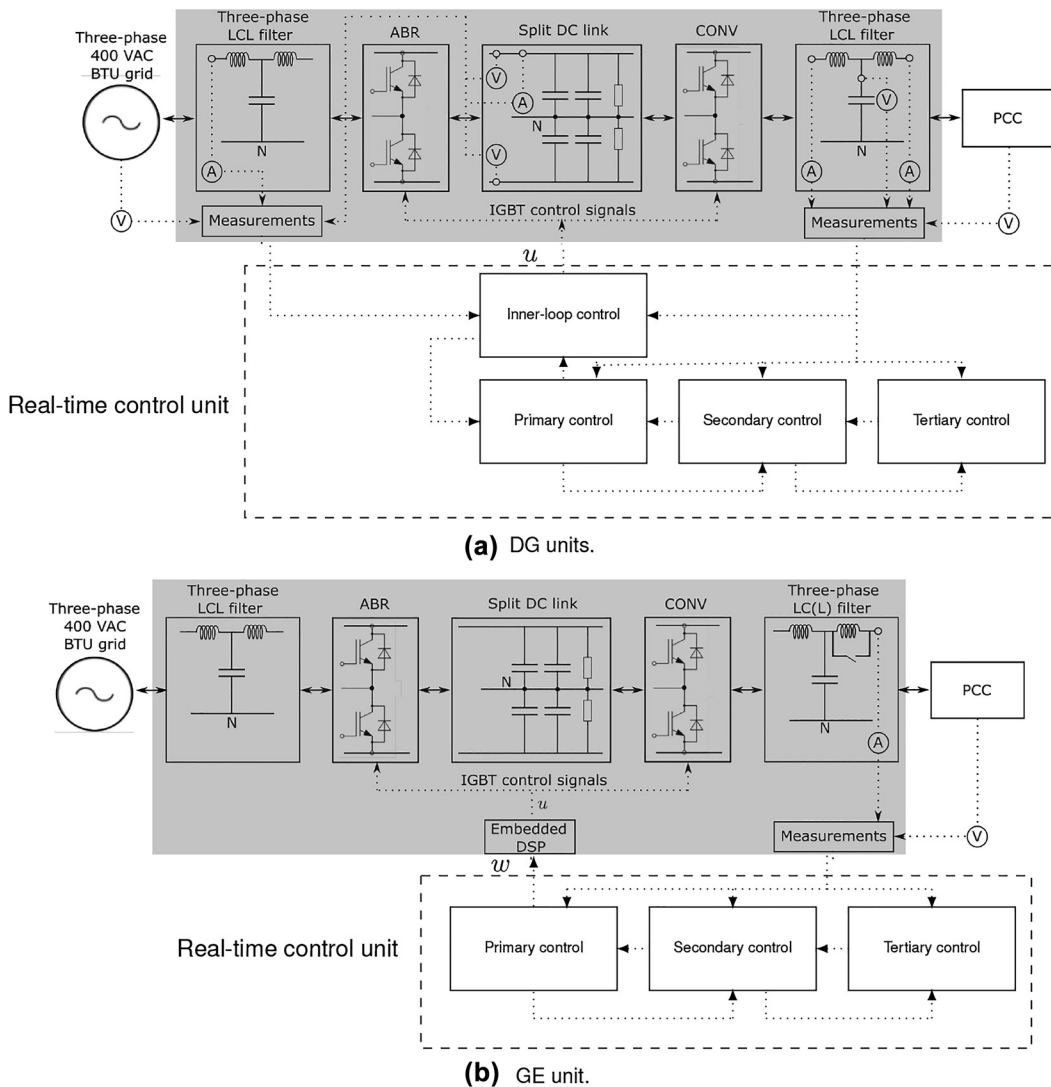 Three-phase
400 VAC
BTU grid
Three-phase
LCL filter
ABR
Split DC link
CONV
Three-phase
LCL filter
V
A
V
PCC
N
N
V
N
A
A
A
V
Measurements
IGBT control signals
Measurements
V
u
Inner-loop control
Real-time control unit
Primary control
Secondary control
Tertiary control
(a) DG units.
Three-phase
400 VAC
BTU grid
Three-phase
LCL filter
ABR
Split DC link
CONV
Three-phase
LC(L) filter
N
PCC
N
N
A
IGBT control signals
u
Embedded
DSP
Measurements
V
w
Real-time control unit
Primary control
Secondary control
Tertiary control
(b) GE unit.